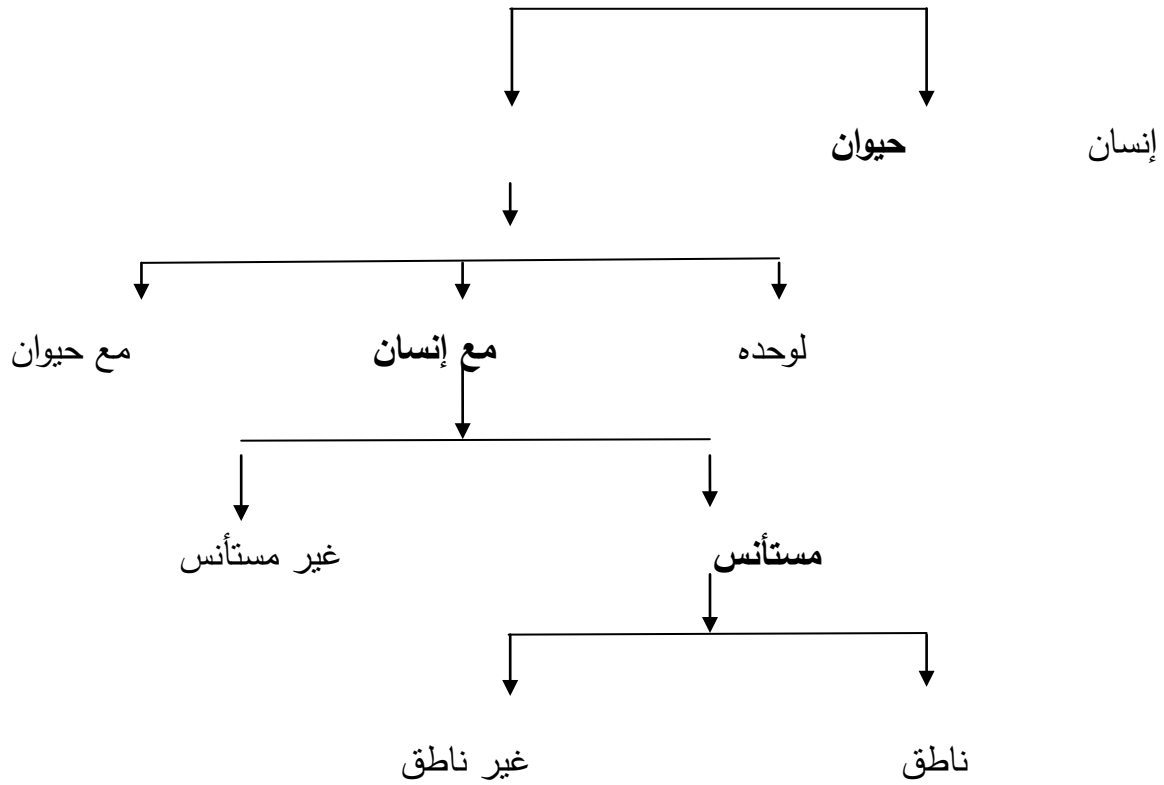 إنسان حيوان
لوحده مع إنسان مع حيوان
مستأنس غير مستأنس
ناطق غير ناطق